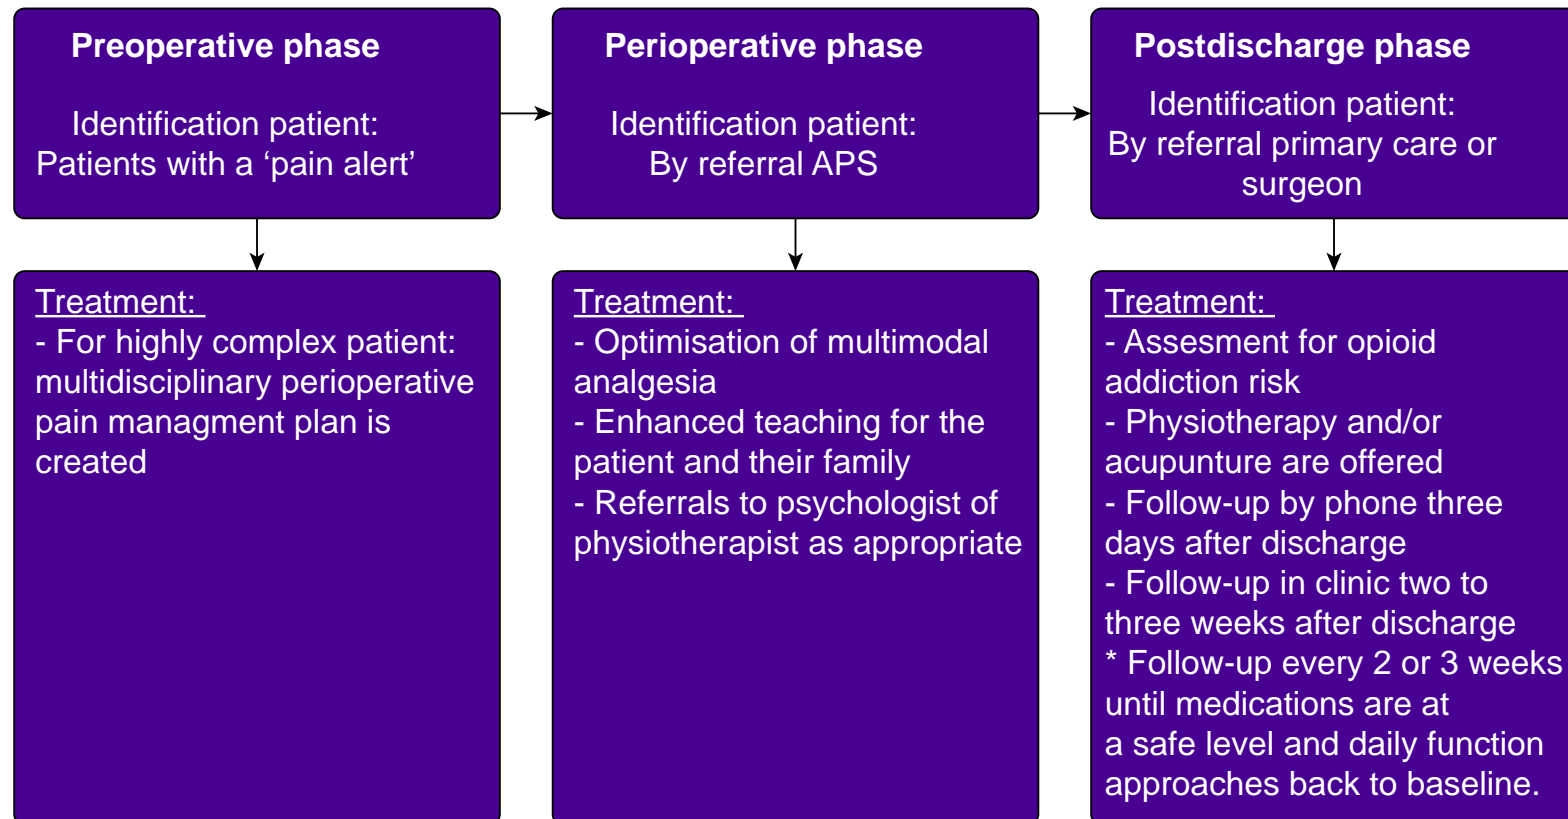 Preoperative phase
Identification patient:
Patients with a ‘pain alert’
Perioperative phase
Identification patient:
By referral APS
Postdischarge phase
Identification patient:
By referral primary care or
surgeon
Treatment:
- For highly complex patient:
multidisciplinary perioperative
pain managment plan is
created
Treatment:
- Optimisation of multimodal
analgesia
- Enhanced teaching for the
patient and their family
- Referrals to psychologist of
physiotherapist as appropriate
Treatment:
- Assesment for opioid
addiction risk
- Physiotherapy and/or
acupunture are offered
- Follow-up by phone three
days after discharge
- Follow-up in clinic two to
three weeks after discharge
* Follow-up every 2 or 3 weeks
until medications are at
a safe level and daily function
approaches back to baseline.